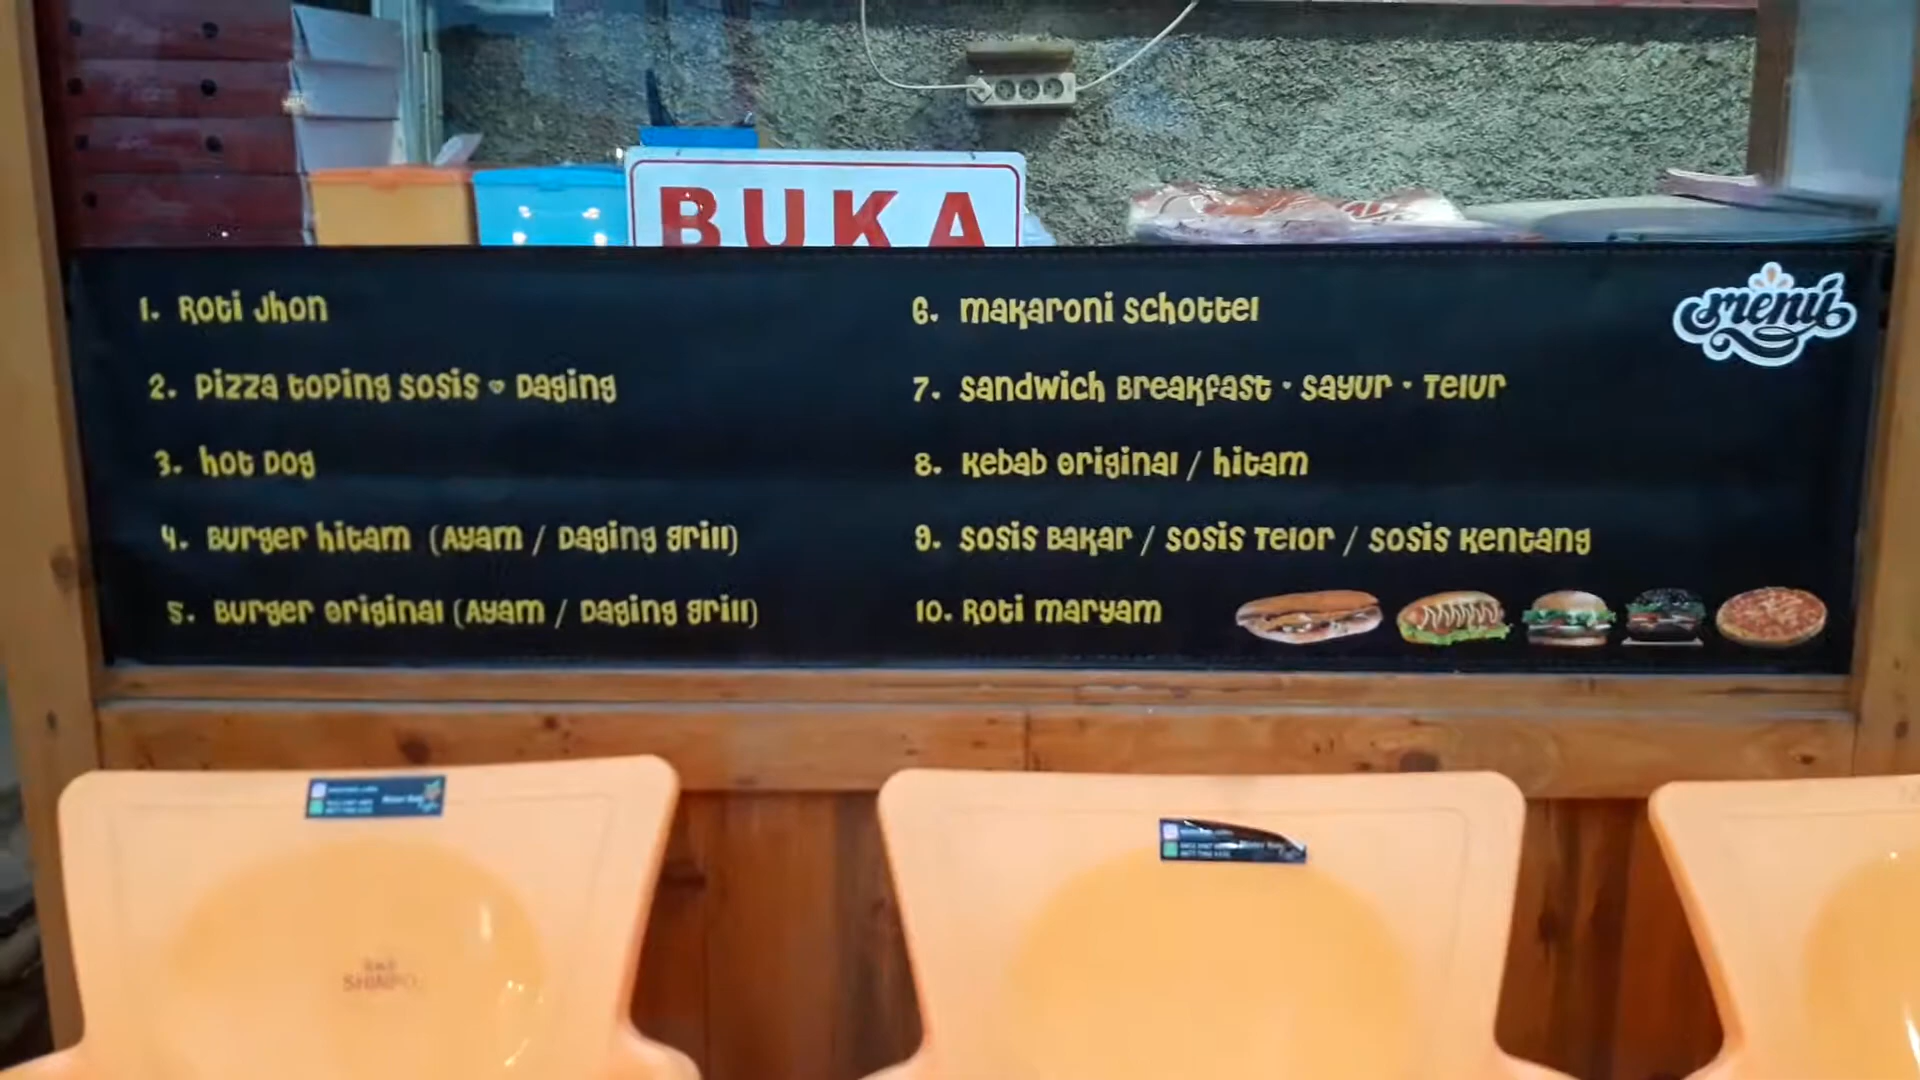 BUKA
menú
1. Roti Jhon
2. Pizza toping sosis Daging
3. hot Dog
4. Burger hitam (Ayam / Daging grill)
5. Burger original (Ayam / Daging grill)
6. makaroni schottel
7. sandwich Breakfast • sayur • Telur
8. Kebab original / hitam
9. sosis Bakar / sosis Telor / sosis Kentang
10. Roti maryam
SHINPO